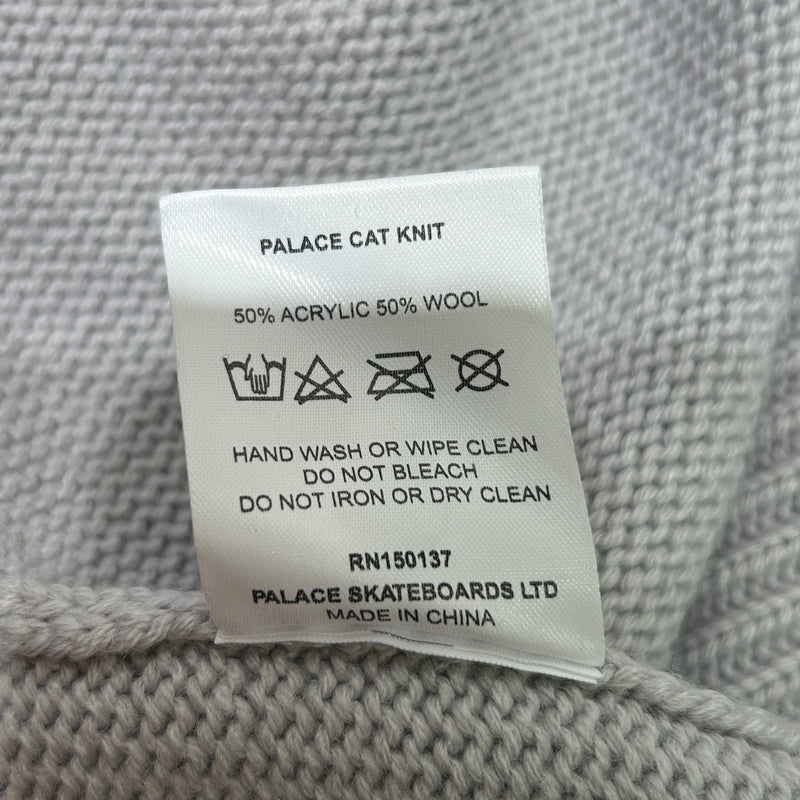 PALACE CAT KNIT
50% ACRYLIC 50% WOOL
HAND WASH OR WIPE CLEAN
DO NOT BLEACH
DO NOT IRON OR DRY CLEAN
RN150137
PALACE SKATEBOARDS LTD
MADE IN CHINA